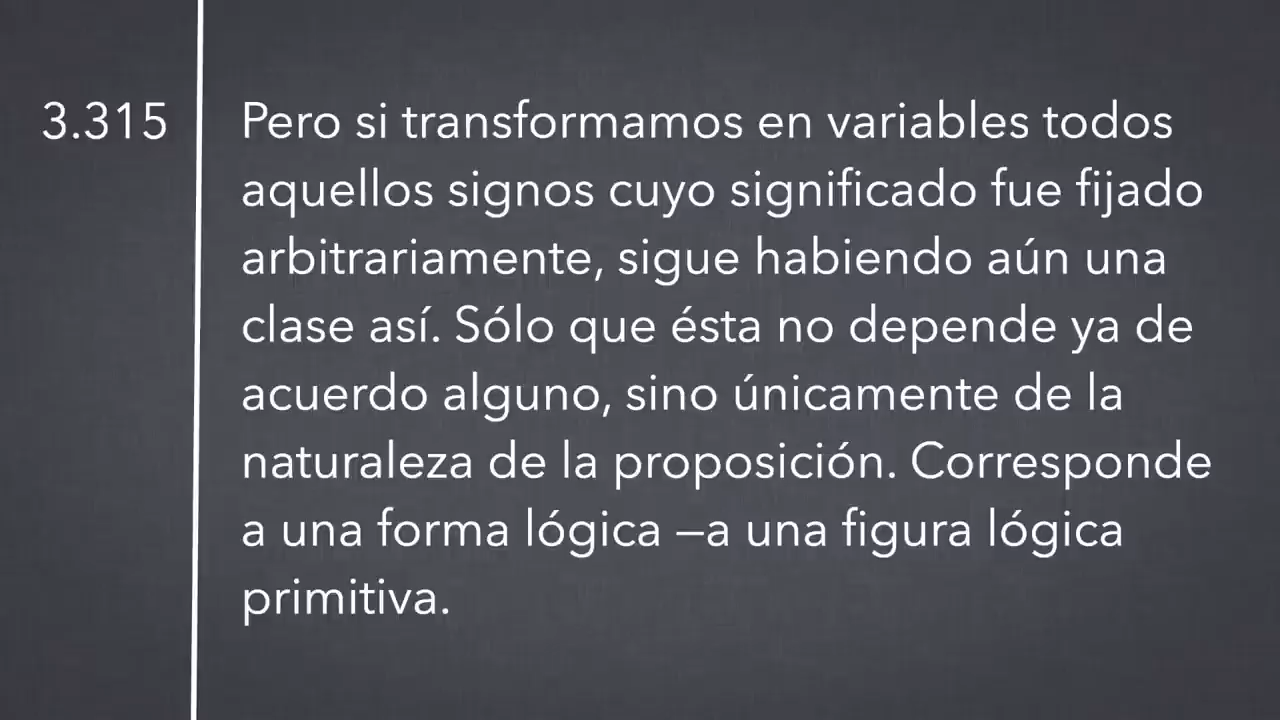 3.315
Pero si transformamos en variables todos
aquellos signos cuyo significado fue fijado
arbitrariamente, sigue habiendo aún una
clase así. Sólo que ésta no depende ya de
acuerdo alguno, sino únicamente de la
naturaleza de la proposición. Corresponde
a una forma lógica —a una figura lógica
primitiva.